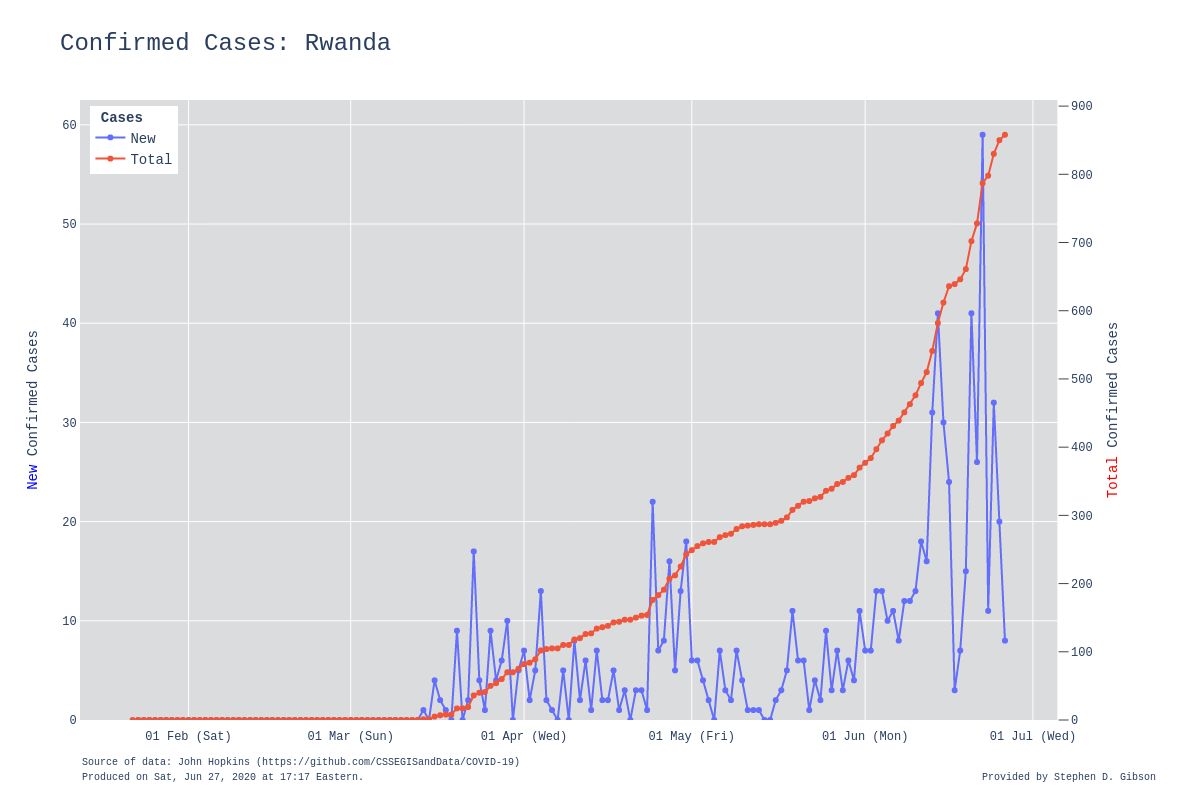 Confirmed Cases: Rwanda
Cases
New
Total
60
50
40
30
20
10
0
900
800
700
600
500
400
300
200
100
0
New Confirmed Cases
Total Confirmed Cases
01 Feb (Sat)
01 Mar (Sun)
01 Apr (Wed)
01 May (Fri)
01 Jun (Mon)
01 Jul (Wed)
Source of data: John Hopkins (https://github.com/CSSEGISandData/COVID-19)
Produced on Sat, Jun 27, 2020 at 17:17 Eastern.
Provided by Stephen D. Gibson